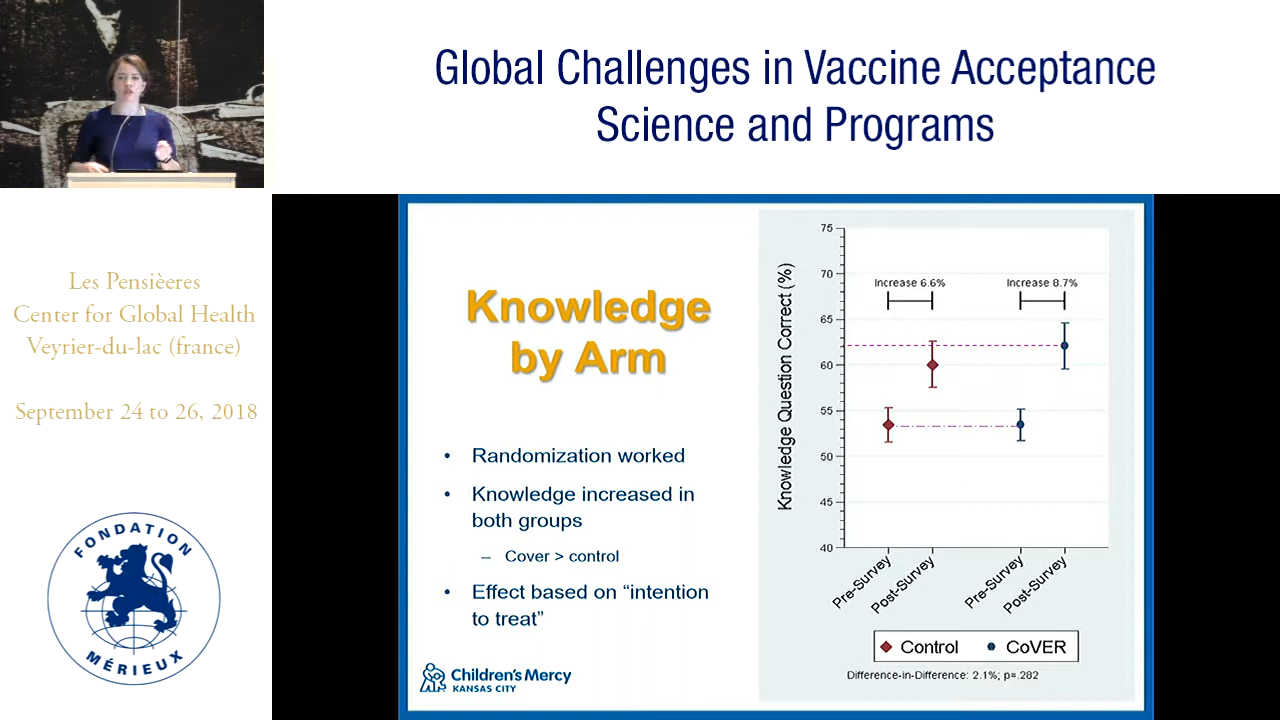 Global Challenges in Vaccine Acceptance
Science and Programs
Les Pensièeres
Center for Global Health
Veyrier-du-lac (france)
September 24 to 26, 2018
FONDATION
MÉRIEUX
Knowledge
by Arm
• Randomization worked
• Knowledge increased in
both groups
– Cover > control
• Effect based on “intention
to treat”
Children's Mercy
KANSAS CITY
Knowledge Question Correct (%)
75
70
65
60
55
50
45
40
Increase 6.6%
Increase 8.7%
Pre-Survey
Post-Survey
Pre-Survey
Post-Survey
Control
CoVER
Difference-in-Difference: 2.1%; p=.282